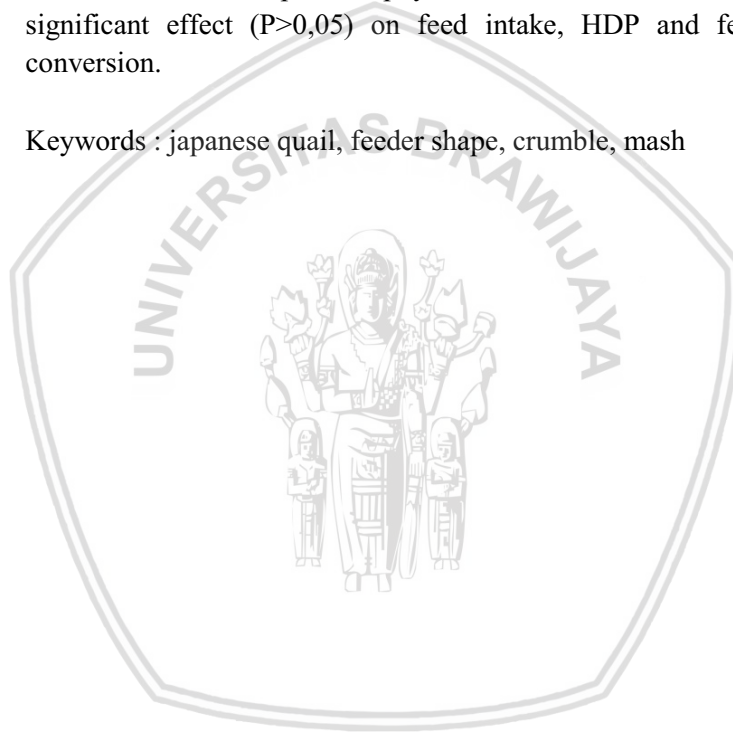 significant effect (P>0,05) on feed intake, HDP and fe
conversion.
Keywords : japanese quail, feeder shape, crumble, mash
UNIVERSITAS BRAWIJAYA